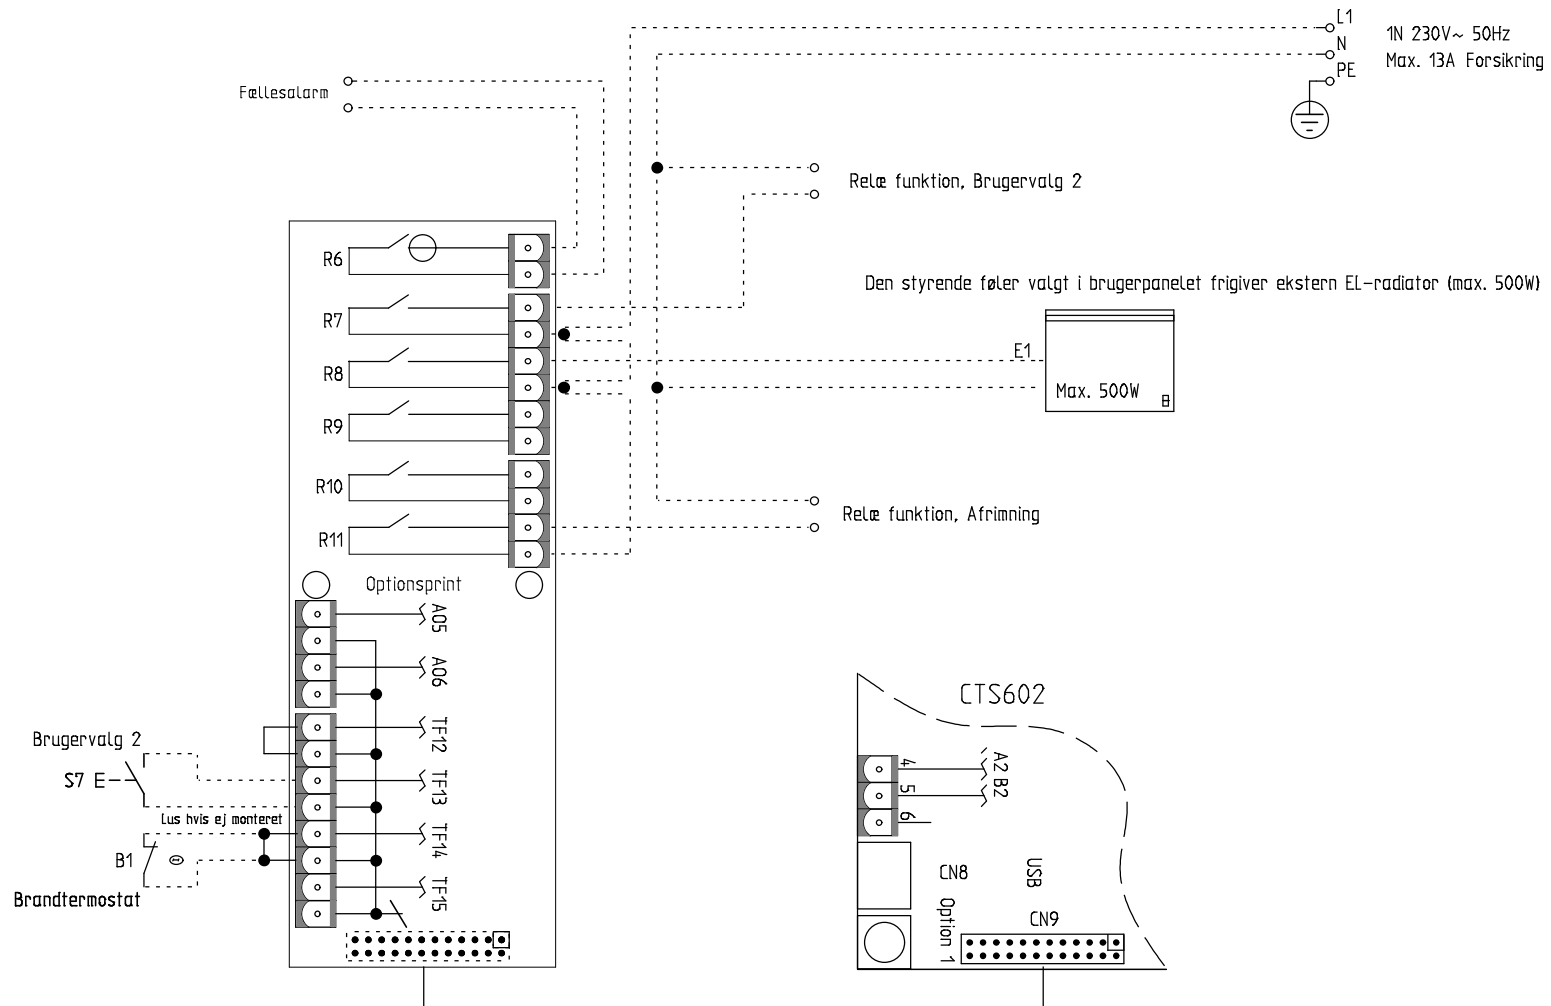 L1
N
PE
1N 230V~ 50Hz
Max. 13A Forsikring
Fællesalarm
Relæ funktion, Brugervalg 2
Den styrende føler valgt i brugerpanelet frigiver ekstern EL-radiator (max. 500W)
R6
R7
R8
R9
R10
R11
E1
Max. 500W
Relæ funktion, Afrimning
Optionsprint
A05
A06
TF12
TF13
TF14
TF15
Brugervalg 2
S7 E
Lus hvis ej monteret
B1
Brandtermostat
CTS602
4
5
6
A2 B2
CN8
USB
Option 1
CN9